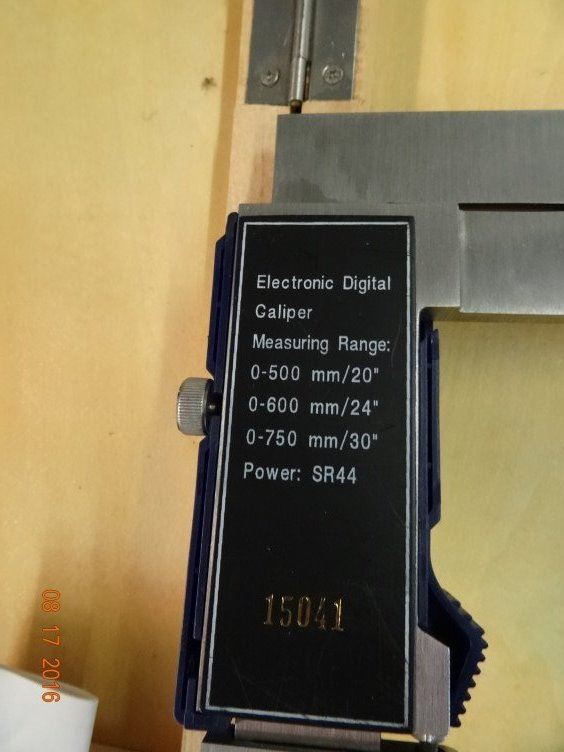 Electronic Digital
Caliper
Measuring Range:
0-500 mm/20"
0-600 mm/24"
0-750 mm/30"
Power: SR44
15041
08 17 2016